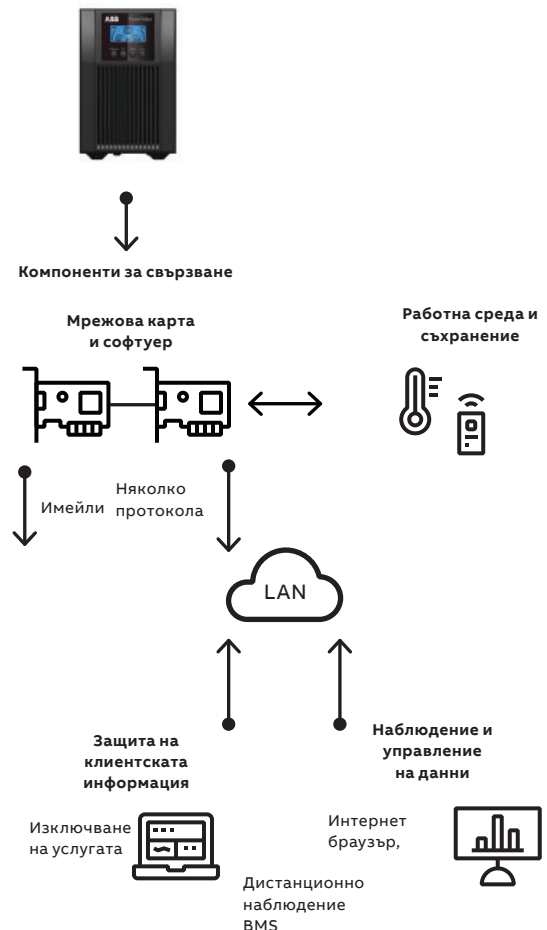 ABB
Компоненти за свързване
Мрежова карта
и софтуер
Работна среда и
съхранение
Имейли
Няколко
протокола
LAN
Защита на
клиентската
информация
Изключване
на услугата
Наблюдение и
управление
на данни
Интернет
браузър,
Дистанционно
наблюдение
BMS